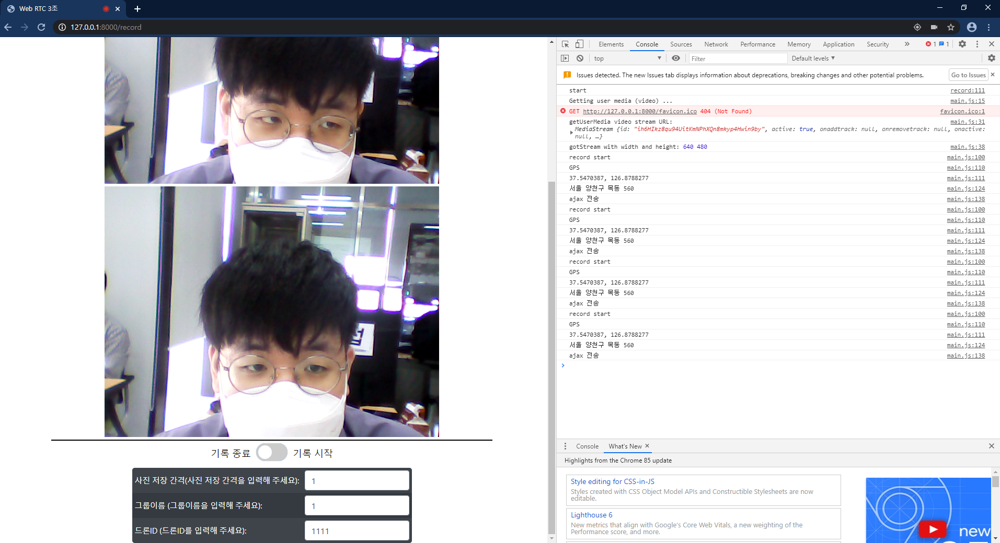 Web RTC 3조
127.0.0.1:8000/record
Elements Console Sources Network Performance Memory Application Security » 1 1
top Filter Default levels
Issues detected. The new Issues tab displays information about deprecations, breaking changes and other potential problems. Go to Issues
start record:111
Getting user media (video) ... main.js:15
GET http://127.0.0.1:8000/favicon.ico 404 (Not Found) favicon.ico:1
getUserMedia video stream URL: main.js:31
MediaStream {id: "ih6HIkz8qu94UitKmNPhXQn8mkyp4Hwin9by", active: true, onaddtrack: null, onremovetrack: null, onactive:
null, …}
gotStream with width and height: 640 480 main.js:38
record start main.js:100
GPS main.js:110
37.5470387, 126.8788277 main.js:111
서울 양천구 목동 560 main.js:124
ajax 전송 main.js:138
record start main.js:100
GPS main.js:110
37.5470387, 126.8788277 main.js:111
서울 양천구 목동 560 main.js:124
ajax 전송 main.js:138
record start main.js:100
GPS main.js:110
37.5470387, 126.8788277 main.js:111
서울 양천구 목동 560 main.js:124
ajax 전송 main.js:138
record start main.js:100
GPS main.js:110
37.5470387, 126.8788277 main.js:111
서울 양천구 목동 560 main.js:124
ajax 전송 main.js:138
기록 종료 기록 시작
사진 저장 간격(사진 저장 간격을 입력해 주세요): 1
그룹이름 (그룹이름을 입력해 주세요): 1
드론ID (드론ID를 입력해 주세요): 1111
Console What's New
Highlights from the Chrome 85 update
Style editing for CSS-in-JS
Styles created with CSS Object Model APIs and Constructible Stylesheets are now
editable.
Lighthouse 6
New metrics that align with Google's Core Web Vitals, a new weighting of the
Performance score, and more.
new